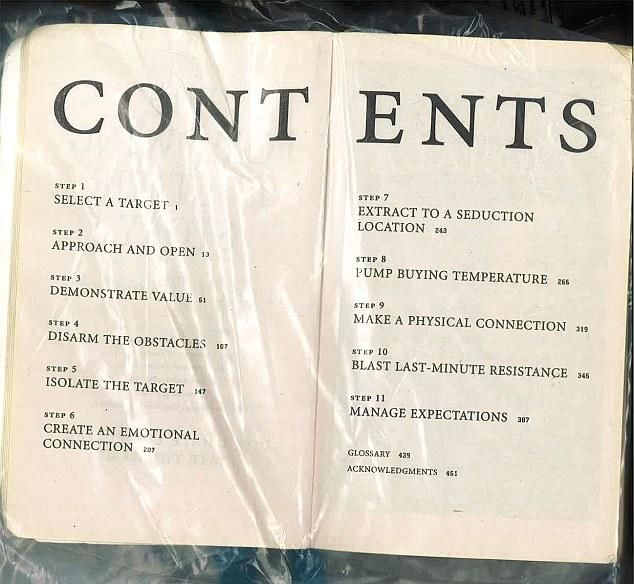 CONTENTS
STEP 1
SELECT A TARGET 1
STEP 2
APPROACH AND OPEN 13
STEP 3
DEMONSTRATE VALUE 51
STEP 4
DISARM THE OBSTACLES 107
STEP 5
ISOLATE THE TARGET 147
STEP 6
CREATE AN EMOTIONAL
CONNECTION 207
STEP 7
EXTRACT TO A SEDUCTION
LOCATION 243
STEP 8
PUMP BUYING TEMPERATURE
STEP 9
MAKE A PHYSICAL CONNECTION 319
STEP 10
BLAST LAST-MINUTE RESISTANCE 345
STEP 11
MANAGE EXPECTATIONS 387
GLOSSARY 439
ACKNOWLEDGMENTS 451